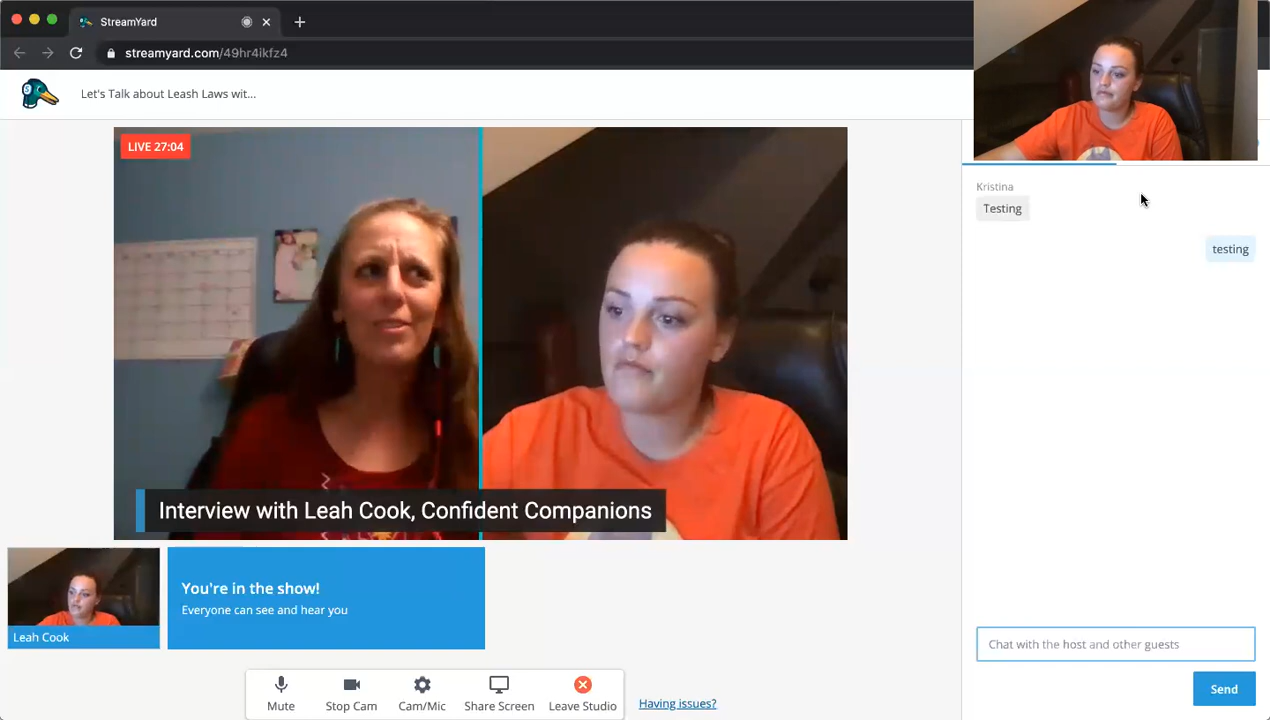 StreamYard
streamyard.com/49hr4ikfz4
Let's Talk about Leash Laws wit...
LIVE 27:04
Kristina
Testing
testing
Interview with Leah Cook, Confident Companions
You're in the show!
Everyone can see and hear you
Leah Cook
Chat with the host and other guests
Send
Mute
Stop Cam
Cam/Mic
Share Screen
Leave Studio
Having issues?